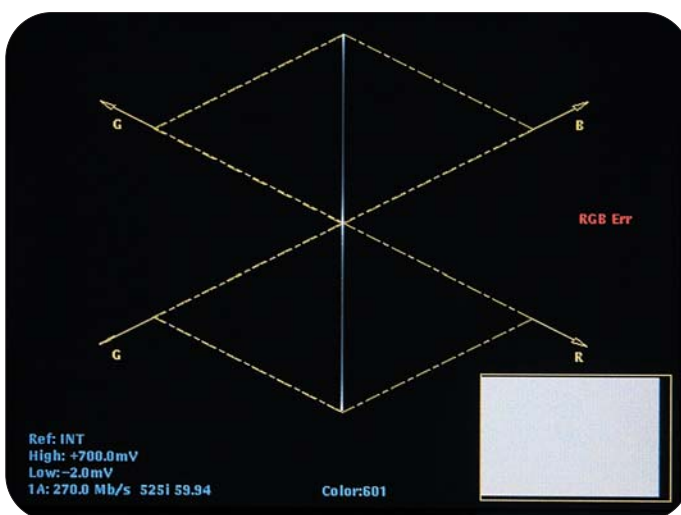 G
B
RGB Err
G
R
Ref: INT
High: +700.0mV
Low:-2.0mV
1A: 270.0 Mb/s 525i 59.94
Color:601